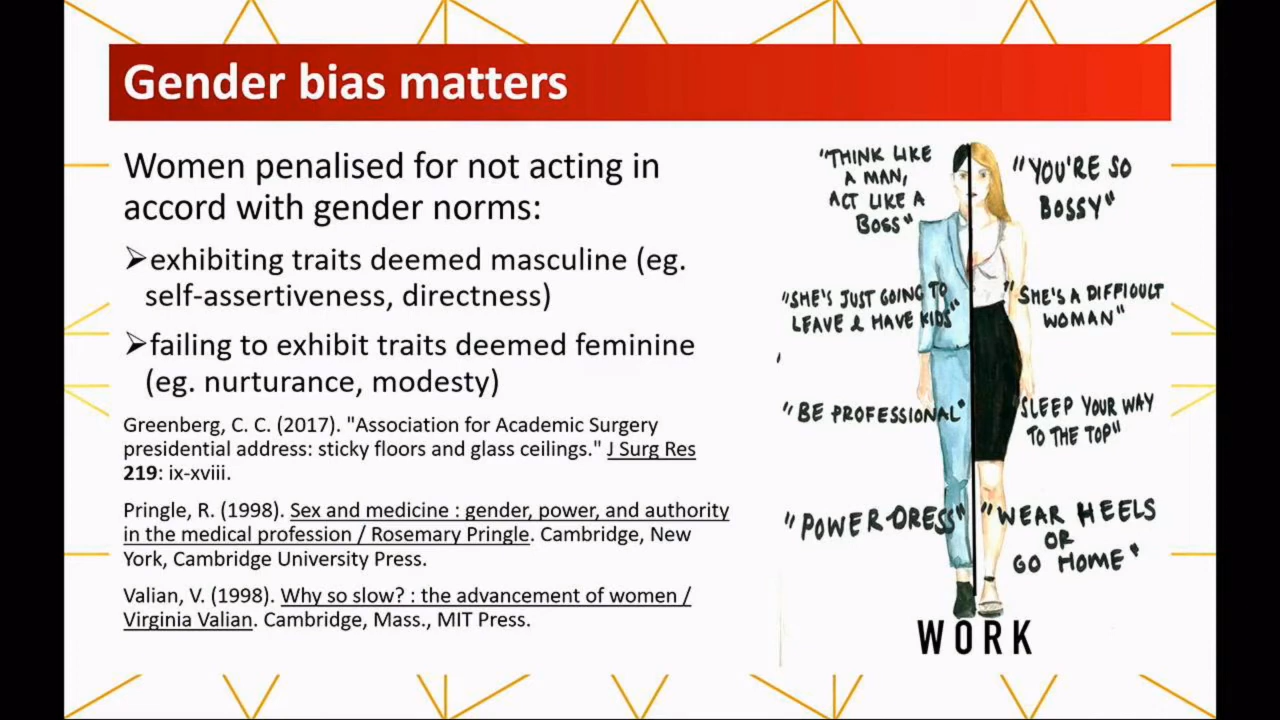 Gender bias matters
Women penalised for not acting in
accord with gender norms:
➢exhibiting traits deemed masculine (eg.
self-assertiveness, directness)
➢failing to exhibit traits deemed feminine
(eg. nurturance, modesty)
Greenberg, C. C. (2017). "Association for Academic Surgery
presidential address: sticky floors and glass ceilings." J Surg Res
219: ix-xviii.
Pringle, R. (1998). Sex and medicine : gender, power, and authority
in the medical profession / Rosemary Pringle. Cambridge, New
York, Cambridge University Press.
Valian, V. (1998). Why so slow? : the advancement of women /
Virginia Valian. Cambridge, Mass., MIT Press.
"THINK LIKE
A MAN,
ACT LIKE A
BOSS"
"SHE'S JUST GOING TO
LEAVE & HAVE KIDS"
"BE PROFESSIONAL"
"POWER-DRESS"
"YOU'RE SO
BOSSY"
"SHE'S A DIFFICULT
WOMAN"
"SLEEP YOUR WAY
TO THE TOP"
"WEAR HEELS
OR
GO HOME"
WORK